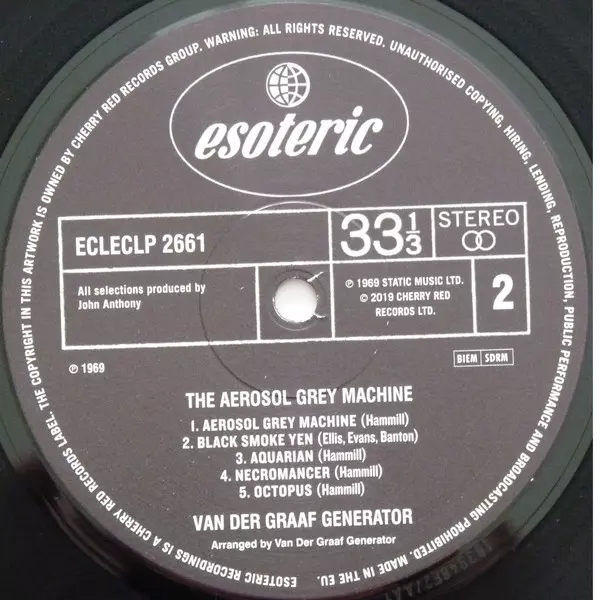 ESOTERIC RECORDINGS IS A CHERRY RED RECORDS LABEL. THE COPYRIGHT IN THIS ARTWORK IS OWNED BY CHERRY RED RECORDS GROUP. WARNING: ALL RIGHTS RESERVED. UNAUTHORISED COPYING, HIRING, LENDING, REPRODUCTION, PUBLIC PERFORMANCE AND BROADCASTING PROHIBITED. MADE IN THE EU.
esoteric
ECLECLP 2661
33 1/3
STEREO
All selections produced by
John Anthony
℗ 1969 STATIC MUSIC LTD.
© 2019 CHERRY RED
RECORDS LTD.
2
℗ 1969
BIEM SDRM
THE AEROSOL GREY MACHINE
1. AEROSOL GREY MACHINE (Hammill)
2. BLACK SMOKE YEN (Ellis, Evans, Banton)
3. AQUARIAN (Hammill)
4. NECROMANCER (Hammill)
5. OCTOPUS (Hammill)
VAN DER GRAAF GENERATOR
Arranged by Van Der Graaf Generator